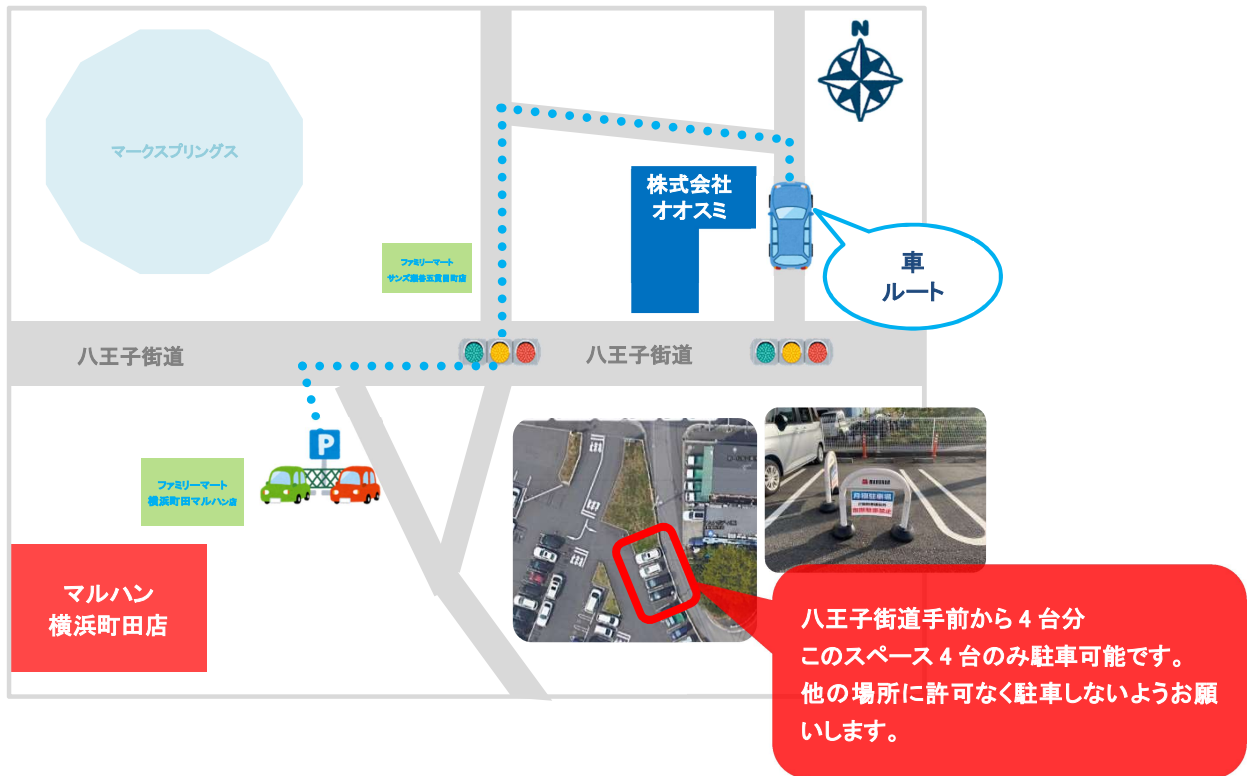 N
マークスプリングス
株式会社
オオスミ
車
ルート
ファミリーマート
八王子街道
八王子街道
P
ファミリーマート
横浜町田マルハン店
マルハン
横浜町田店
月極駐車場
八王子街道手前から4台分
このスペース4台のみ駐車可能です。
他の場所に許可なく駐車しないようお願
いします。